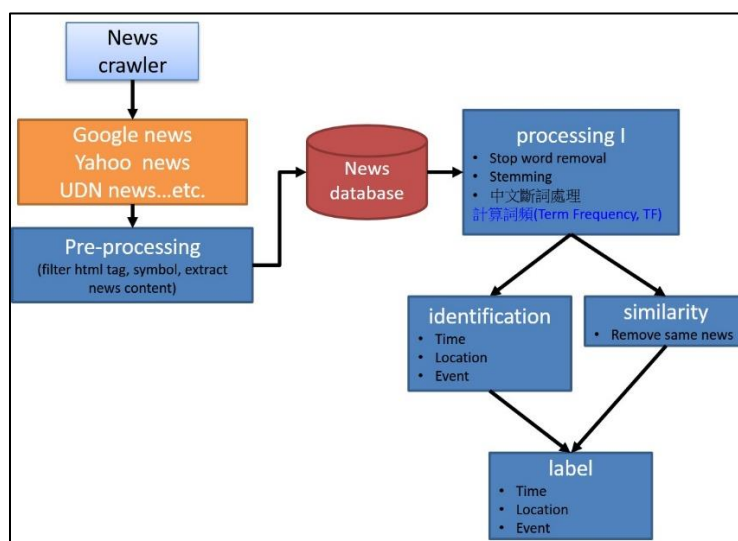 News
crawler
Google news
Yahoo news
UDN news...etc.
Pre-processing
(filter html tag, symbol, extract
news content)
News
database
processing I
• Stop word removal
• Stemming
• 中文斷詞處理
計算詞頻(Term Frequency, TF)
identification
• Time
• Location
• Event
similarity
• Remove same news
label
• Time
• Location
• Event